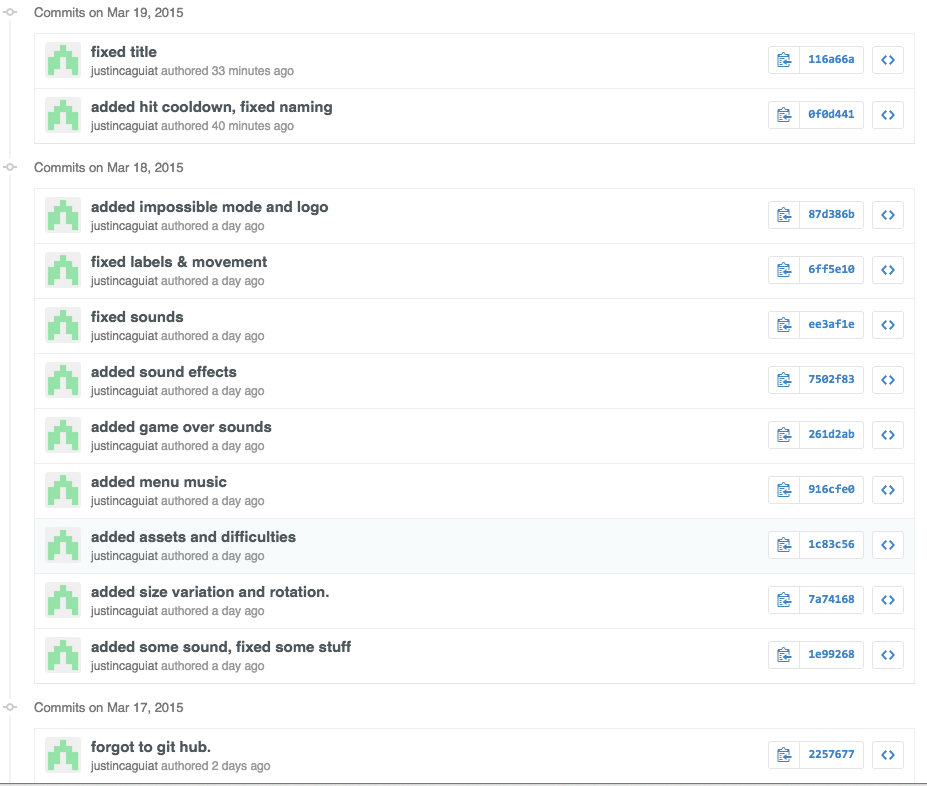 Commits on Mar 19, 2015
fixed title
justincaguiat authored 33 minutes ago
116a66a
added hit cooldown, fixed naming
justincaguiat authored 40 minutes ago
0f0d441
Commits on Mar 18, 2015
added impossible mode and logo
justincaguiat authored a day ago
87d386b
fixed labels & movement
justincaguiat authored a day ago
6ff5e10
fixed sounds
justincaguiat authored a day ago
ee3af1e
added sound effects
justincaguiat authored a day ago
7502f83
added game over sounds
justincaguiat authored a day ago
261d2ab
added menu music
justincaguiat authored a day ago
916cfe0
added assets and difficulties
justincaguiat authored a day ago
1c83c56
added size variation and rotation.
justincaguiat authored a day ago
7a74168
added some sound, fixed some stuff
justincaguiat authored a day ago
1e99268
Commits on Mar 17, 2015
forgot to git hub.
justincaguiat authored 2 days ago
2257677